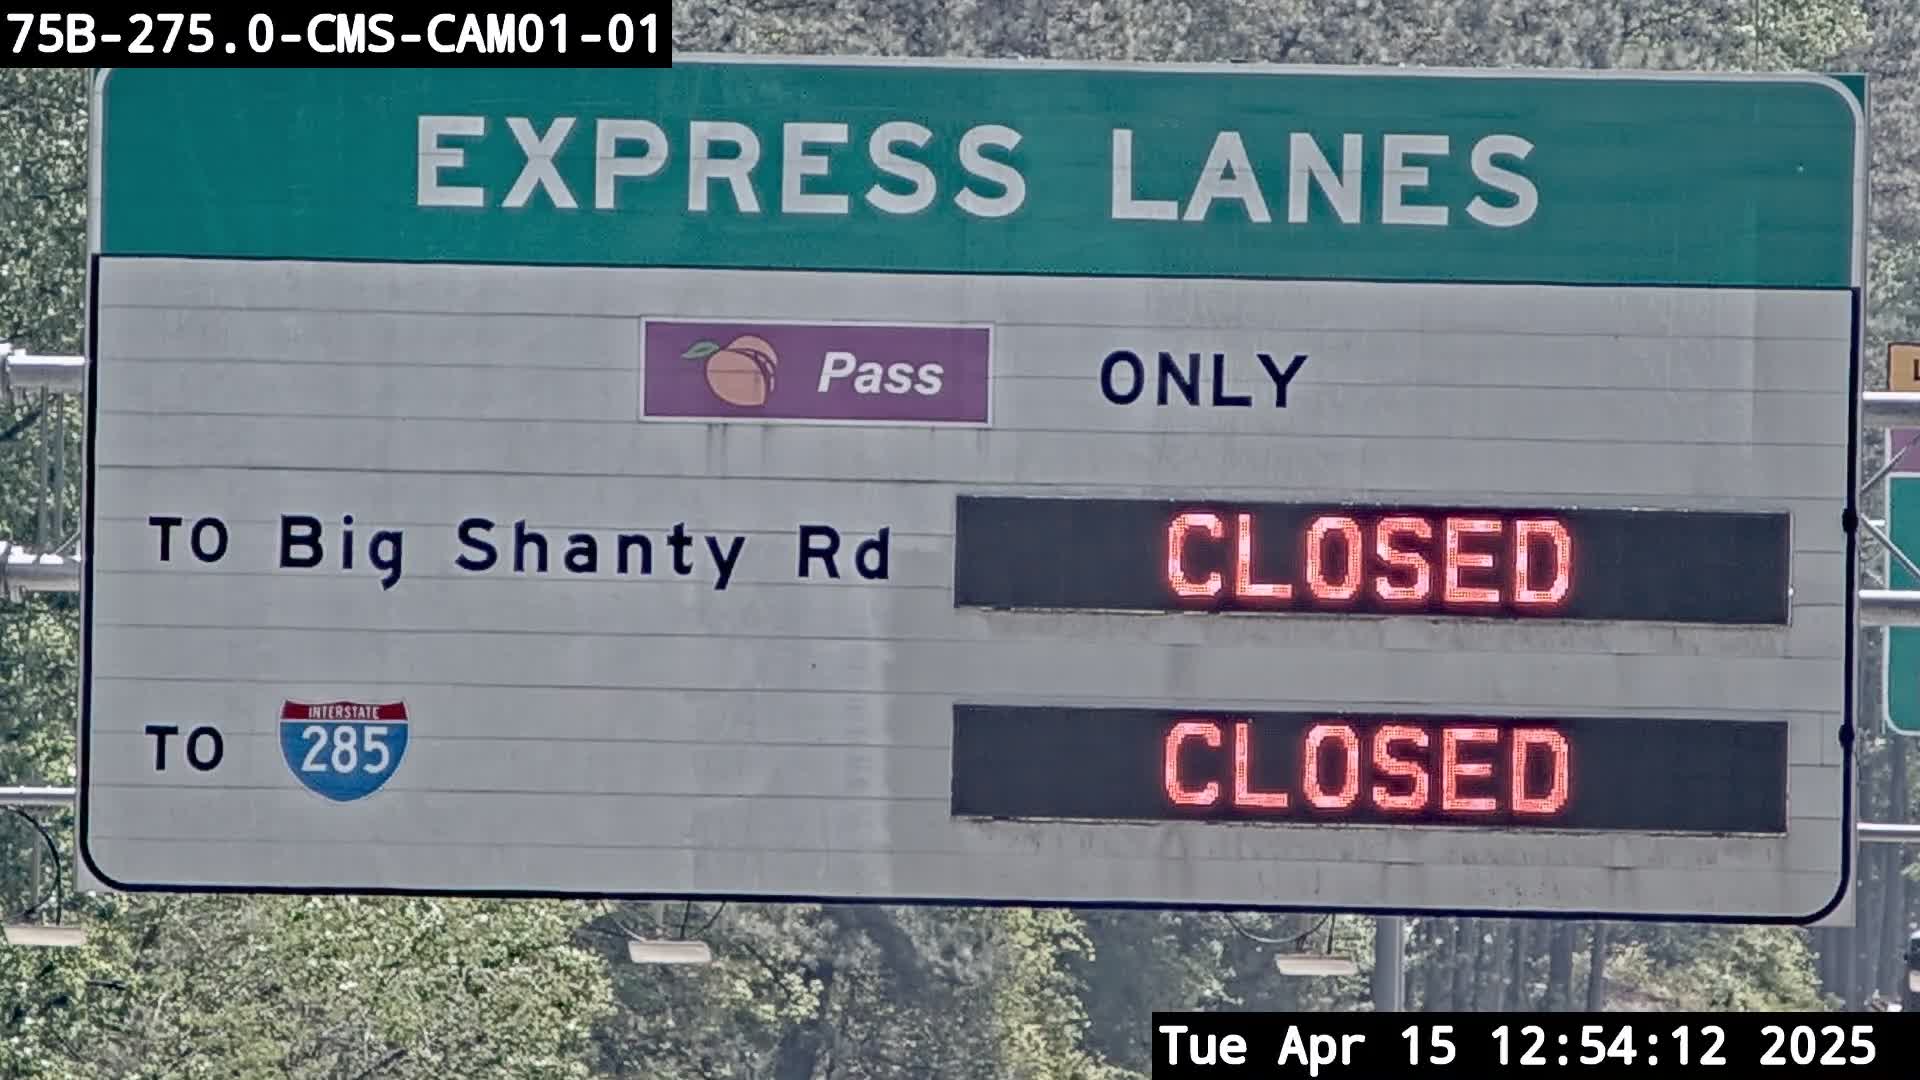 75B-275.0-CMS-CAM01-01
EXPRESS LANES
Pass ONLY
TO Big Shanty Rd CLOSED
TO INTERSTATE 285 CLOSED
Tue Apr 15 12:54:12 2025